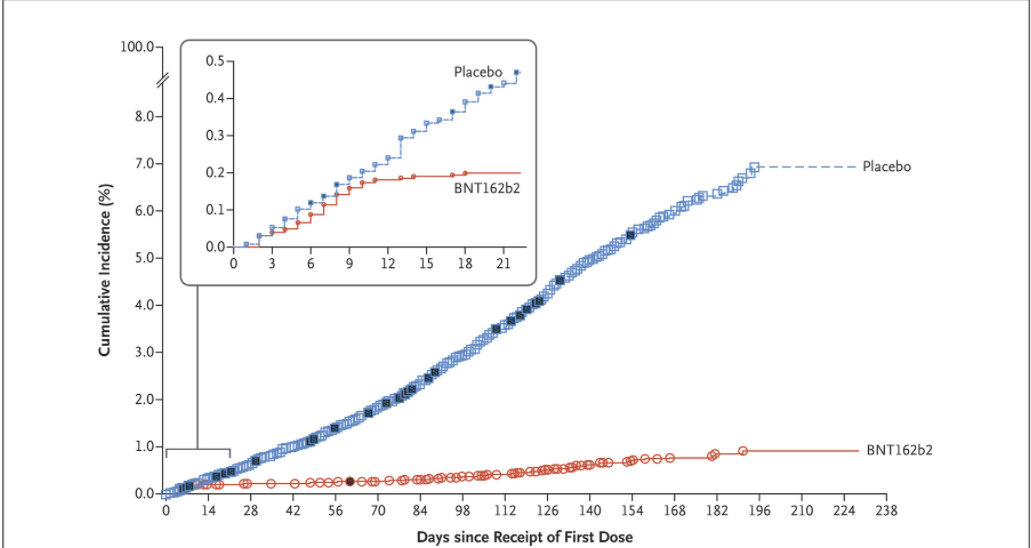 100.0
8.0
7.0
6.0
5.0
4.0
3.0
2.0
1.0
0.0
Cumulative Incidence (%)
0.5
0.4
0.3
0.2
0.1
0.0
Placebo
BNT162b2
0 3 6 9 12 15 18 21
Placebo
BNT162b2
0 14 28 42 56 70 84 98 112 126 140 154 168 182 196 210 224 238
Days since Receipt of First Dose